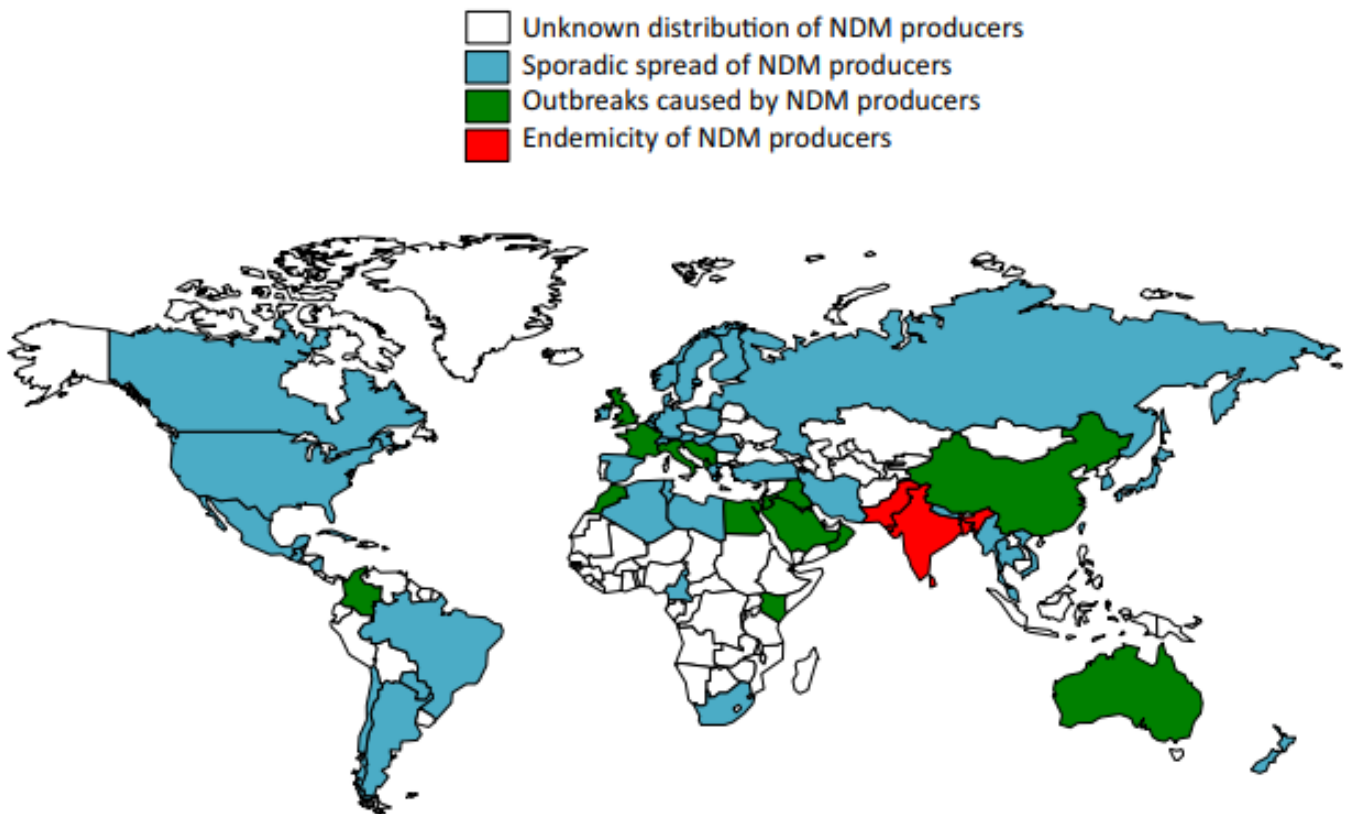 Unknown distribution of NDM producers
Sporadic spread of NDM producers
Outbreaks caused by NDM producers
Endemicity of NDM producers